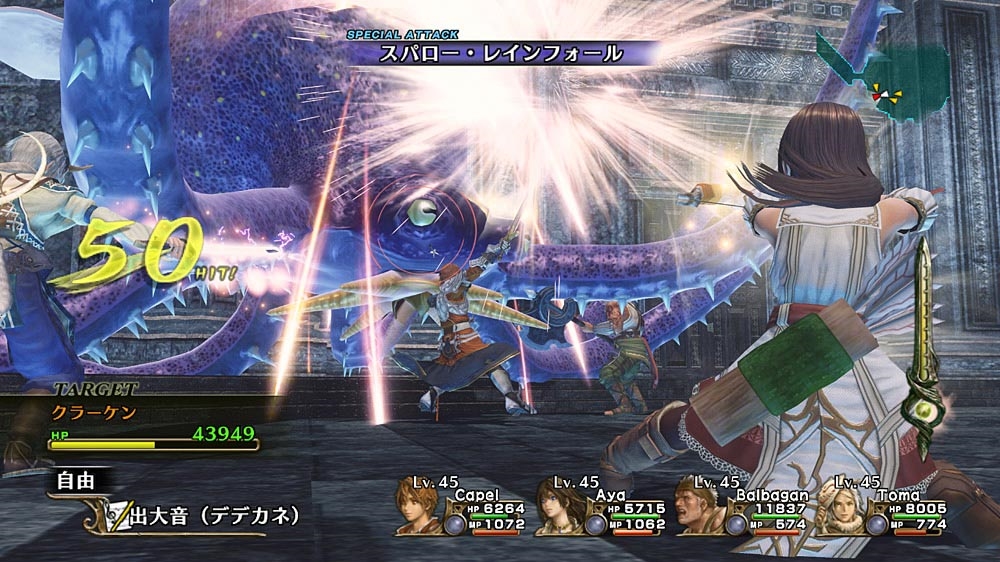 SPECIAL ATTACK
スパロー・レインフォール
50 HIT!
TARGET
クラーケン
HP 43949
自由
出大音（デデカネ）
Lv. 45 Capel HP 6264 MP 1072
Lv. 45 Aya HP 5715 MP 1062
Lv. 45 Balbagan HP 11837 MP 574
Lv. 45 Toma HP 8005 MP 774